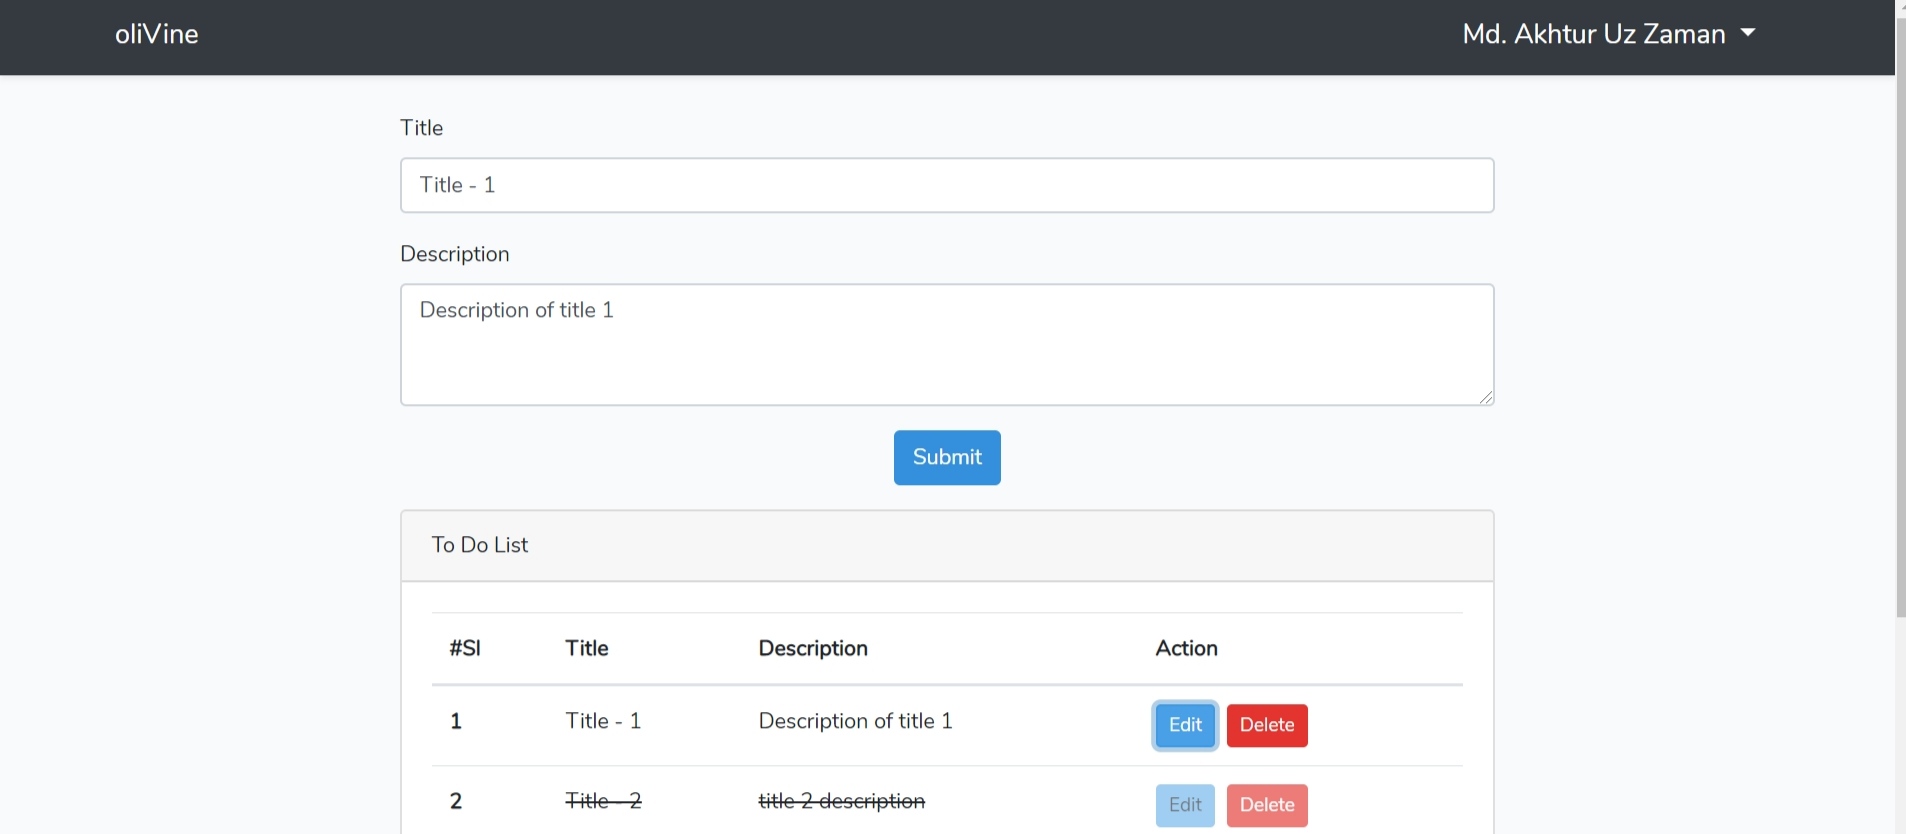 oliVine Md. Akhtur Uz Zaman
Title
Title - 1
Description
Description of title 1
Submit
To Do List
#Sl Title Description Action
1 Title - 1 Description of title 1 Edit Delete
2 Title - 2 title 2 description Edit Delete